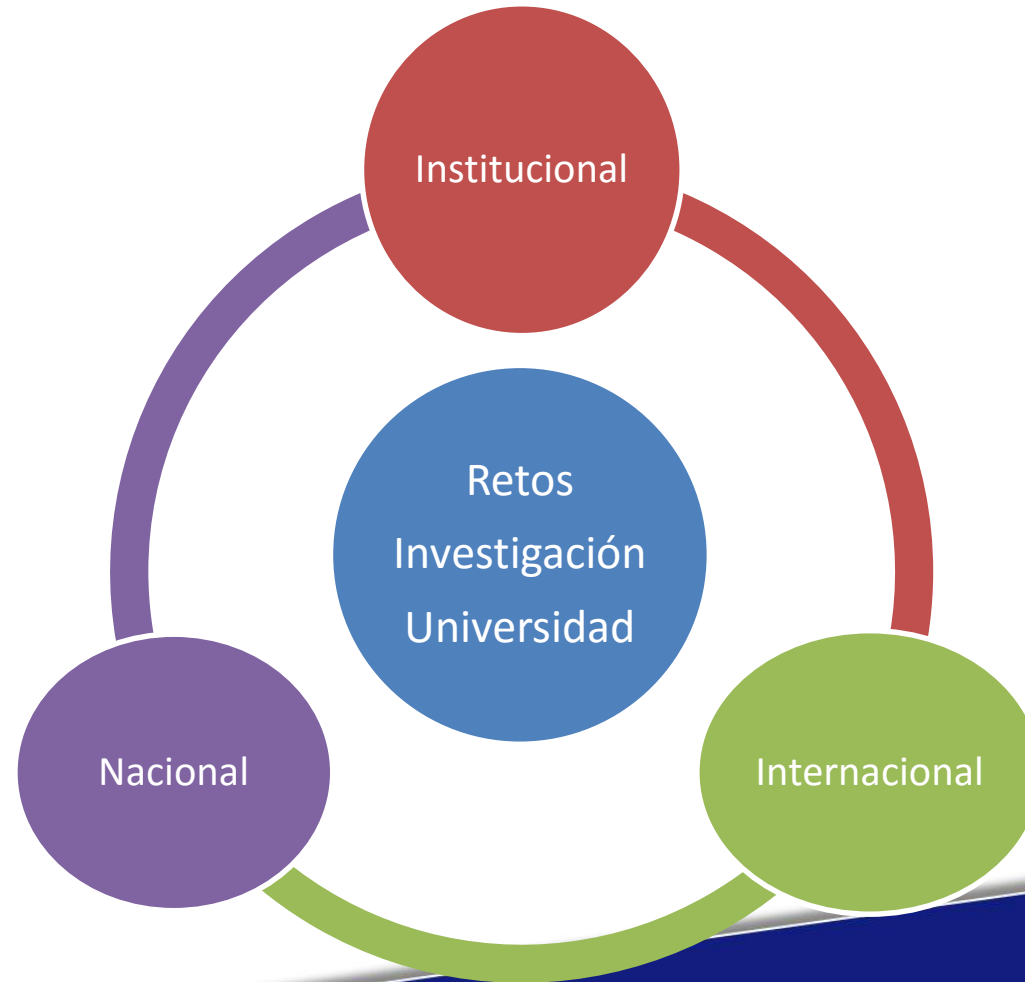 Institucional
Retos
Investigación
Universidad
Nacional
Internacional